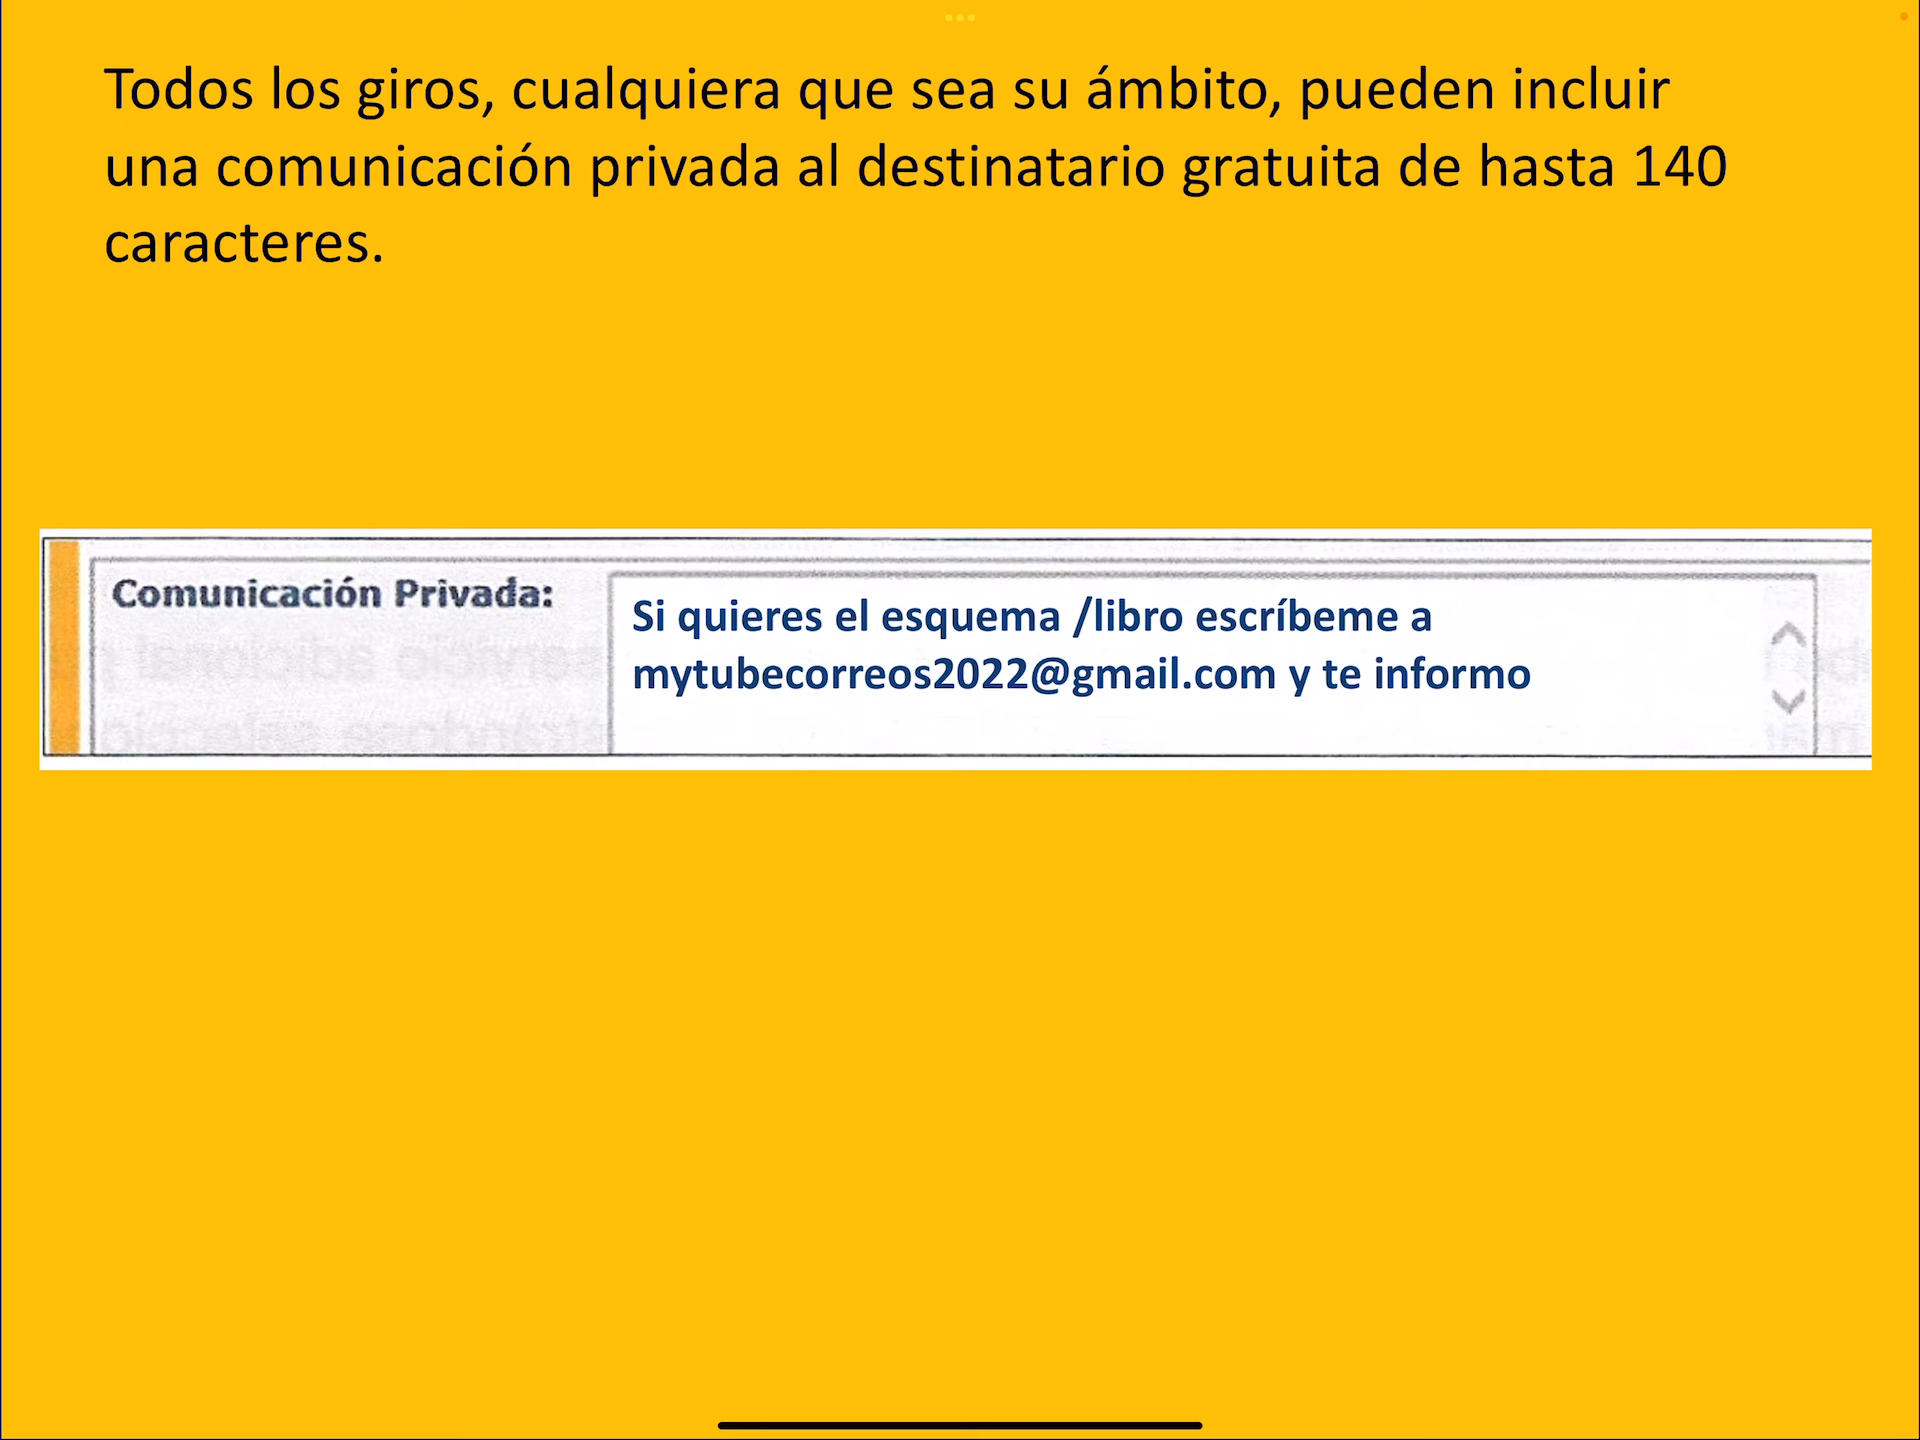 Todos los giros, cualquiera que sea su ámbito, pueden incluir
una comunicación privada al destinatario gratuita de hasta 140
caracteres.
Comunicación Privada:
Si quieres el esquema /libro escríbeme a
mytubecorreos2022@gmail.com y te informo